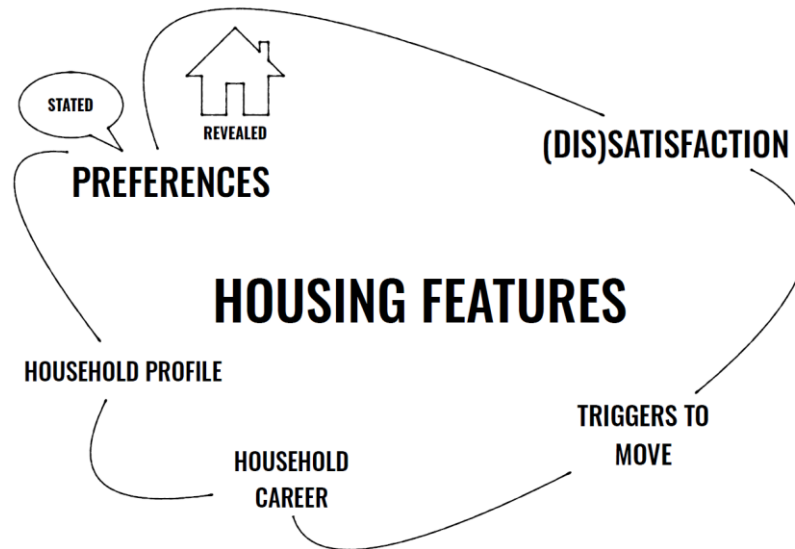 STATED
REVEALED
PREFERENCES
(DIS)SATISFACTION
HOUSING FEATURES
HOUSEHOLD PROFILE
TRIGGERS TO
MOVE
HOUSEHOLD
CAREER